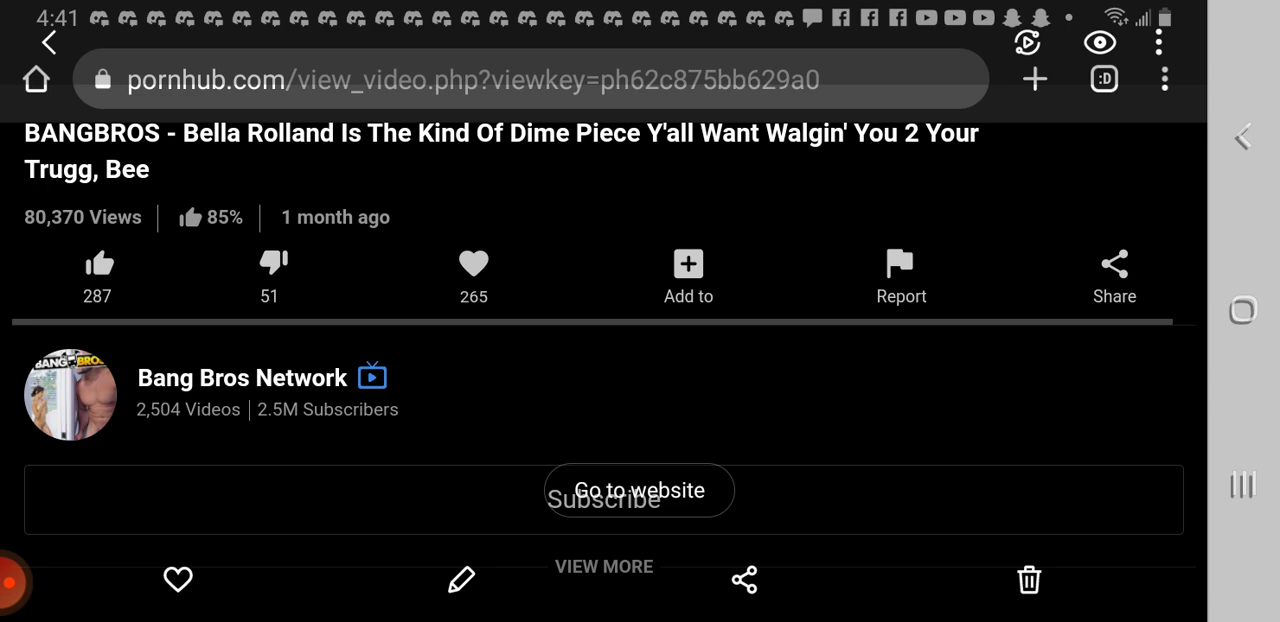 4:41
pornhub.com/view_video.php?viewkey=ph62c875bb629a0
:D
BANGBROS - Bella Rolland Is The Kind Of Dime Piece Y'all Want Walgin' You 2 Your
Trugg, Bee
80,370 Views 85% 1 month ago
287 51 265 Add to Report Share
BANG BROS
Bang Bros Network
2,504 Videos 2.5M Subscribers
Go to website
Subscribe
VIEW MORE